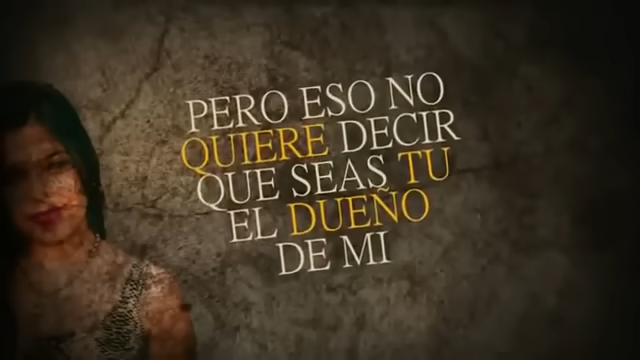 PERO ESO NO
QUIERE DECIR
QUE SEAS TU
EL DUEÑO
DE MI